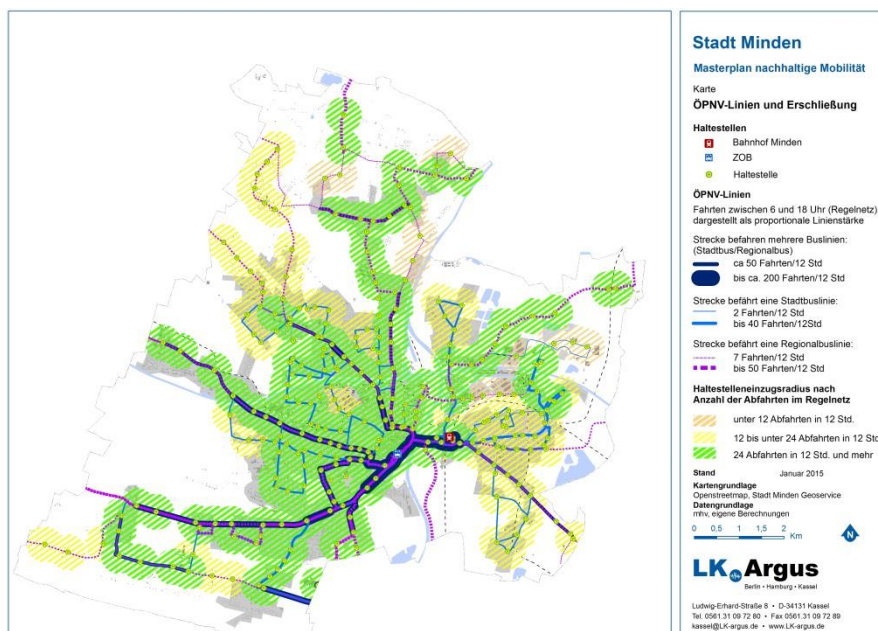 Stadt Minden
Masterplan nachhaltige Mobilität
Karte
ÖPNV-Linien und Erschließung
Haltestellen
Bahnhof Minden
ZOB
Haltestelle
ÖPNV-Linien
Fahrten zwischen 6 und 18 Uhr (Regelnetz)
dargestellt als proportionale Linienstärke
Strecke befahren mehrere Buslinien:
(Stadtbus/Regionalbus)
ca 50 Fahrten/12 Std
bis ca. 200 Fahrten/12 Std
Strecke befährt eine Stadtbuslinie:
2 Fahrten/12 Std
bis 40 Fahrten/12Std
Strecke befährt eine Regionalbuslinie:
7 Fahrten/12 Std
bis 50 Fahrten/12 Std
Haltestelleneinzugsradius nach
Anzahl der Abfahrten im Regelnetz
unter 12 Abfahrten in 12 Std.
12 bis unter 24 Abfahrten in 12 Std
24 Abfahrten in 12 Std. und mehr
Stand Januar 2015
Kartengrundlage
Openstreetmap, Stadt Minden Geoservice
Datengrundlage
mhv, eigene Berechnungen
0 0,5 1 1,5 2
Km
N
LK Argus
Berlin • Hamburg • Kassel
Ludwig-Erhard-Straße 8 • D-34131 Kassel
Tel. 0561.31 09 72 80 • Fax 0561.31 09 72 89
kassel@LK-argus.de • www.LK-argus.de